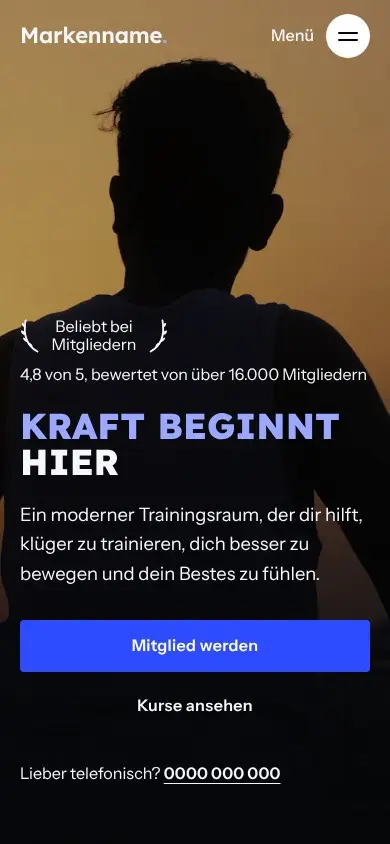 Markenname.
Menü
Beliebt bei
Mitgliedern
4,8 von 5, bewertet von über 16.000 Mitgliedern
KRAFT BEGINNT
HIER
Ein moderner Trainingsraum, der dir hilft,
klüger zu trainieren, dich besser zu
bewegen und dein Bestes zu fühlen.
Mitglied werden
Kurse ansehen
Lieber telefonisch? 0000 000 000